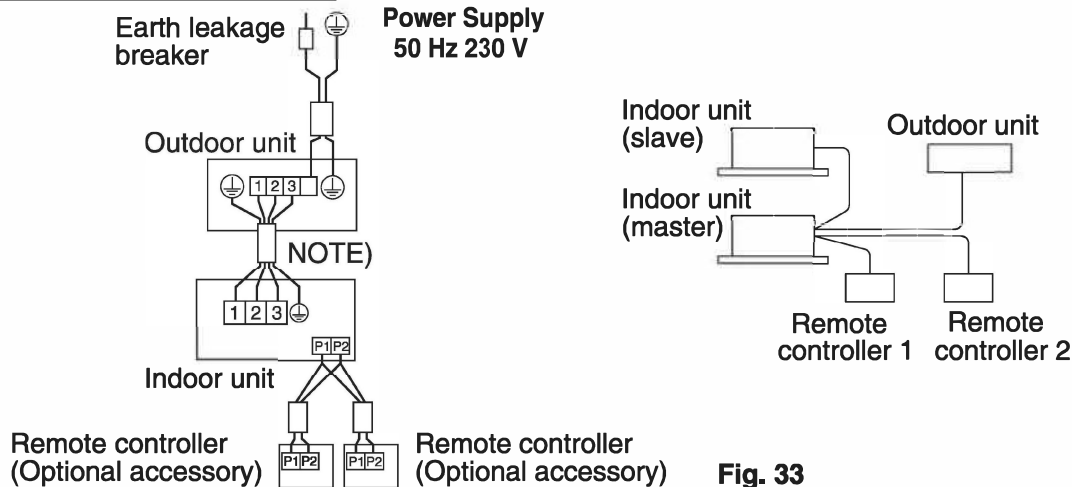 Earth leakage
breaker
Power Supply
50 Hz 230 V
Outdoor unit
1 2 3
NOTE)
1 2 3
P1 P2
Indoor unit
Remote controller
(Optional accessory)
P1 P2
P1 P2
Remote controller
(Optional accessory)
Indoor unit
(slave)
Outdoor unit
Indoor unit
(master)
Remote
controller 1
Remote
controller 2
Fig. 33